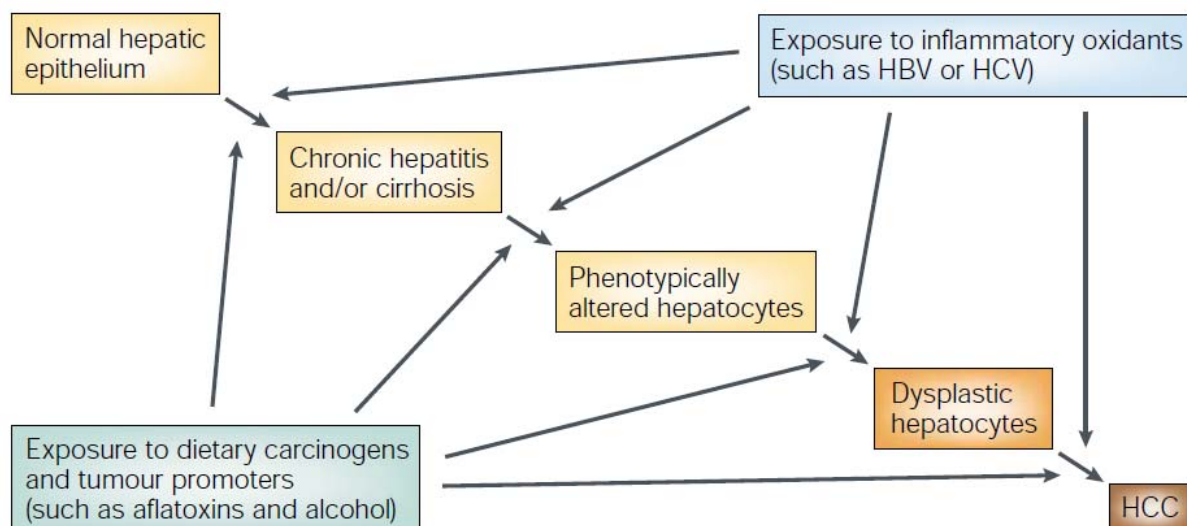 Normal hepatic
epithelium
Exposure to inflammatory oxidants
(such as HBV or HCV)
Chronic hepatitis
and/or cirrhosis
Phenotypically
altered hepatocytes
Dysplastic
hepatocytes
Exposure to dietary carcinogens
and tumour promoters
(such as aflatoxins and alcohol)
HCC